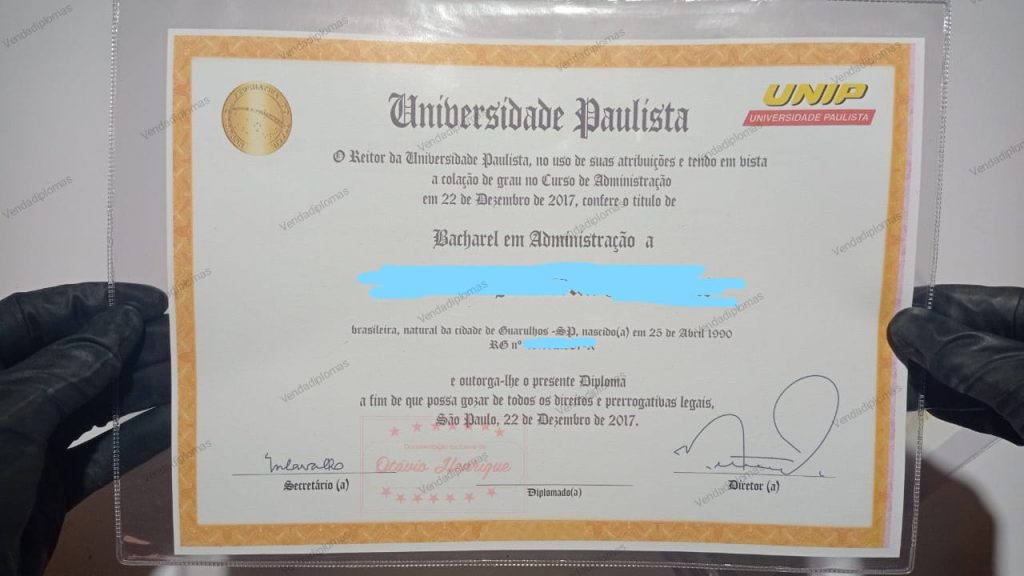 Universidade Paulista
UNIP
UNIVERSIDADE PAULISTA
O Reitor da Universidade Paulista, no uso de suas atribuições e tendo em vista
a colação de grau no Curso de Administração
em 22 de Dezembro de 2017, confere o titulo de
Bacharel em Administração a
brasileira, natural da cidade de Guarulhos -SP, nascido(a) em 25 de Abril 1990
RG nº
e outorga-lhe o presente Diploma
a fim de que possa gozar de todos os direitos e prerrogativas legais,
São Paulo, 22 de Dezembro de 2017.
Otávio Henrique
Secretário (a)
Diplomado(a)
Diretor (a)
Vendadiplomas